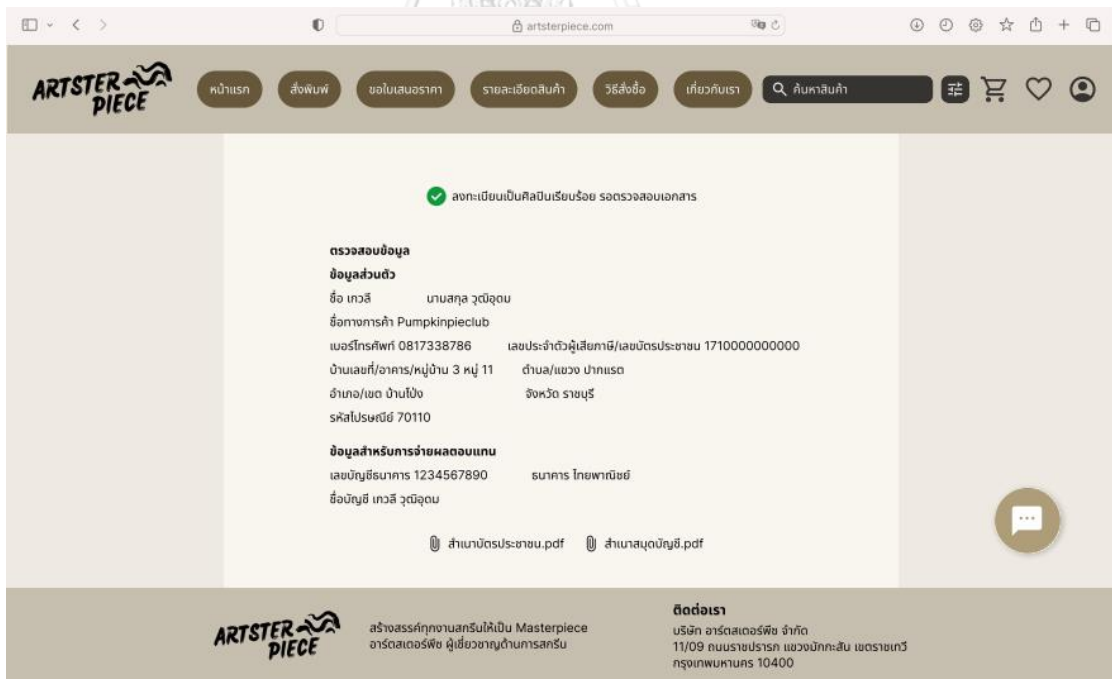 artsterpiece.com
ARTSTER PIECE
หน้าแรก สั่งพิมพ์ ขอใบเสนอราคา รายละเอียดสินค้า วิธีสั่งซื้อ เกี่ยวกับเรา ค้นหาสินค้า
ลงทะเบียนเป็นศิลปินเรียบร้อย รอตรวจสอบเอกสาร
ตรวจสอบข้อมูล
ข้อมูลส่วนตัว
ชื่อ เกวลี นามสกุล วุฒิอุดม
ชื่อทางการค้า Pumpkinpieclub
เบอร์โทรศัพท์ 0817338786 เลขประจำตัวผู้เสียภาษี/เลขบัตรประชาชน 1710000000000
บ้านเลขที่/อาคาร/หมู่บ้าน 3 หมู่ 11 ตำบล/แขวง ปากแรต
อำเภอ/เขต บ้านโป่ง จังหวัด ราชบุรี
รหัสไปรษณีย์ 70110
ข้อมูลสำหรับการจ่ายผลตอบแทน
เลขบัญชีธนาคาร 1234567890 ธนาคาร ไทยพาณิชย์
ชื่อบัญชี เกวลี วุฒิอุดม
สำเนาบัตรประชาชน.pdf สำเนาสมุดบัญชี.pdf
ARTSTER PIECE
สร้างสรรค์ทุกงานสกรีนให้เป็น Masterpiece
อาร์ตสเตอร์พีช ผู้เชี่ยวชาญด้านการสกรีน
ติดต่อเรา
บริษัท อาร์ตสเตอร์พีช จำกัด
11/09 ถนนราชปรารภ แขวงมักกะสัน เขตราชเทวี
กรุงเทพมหานคร 10400